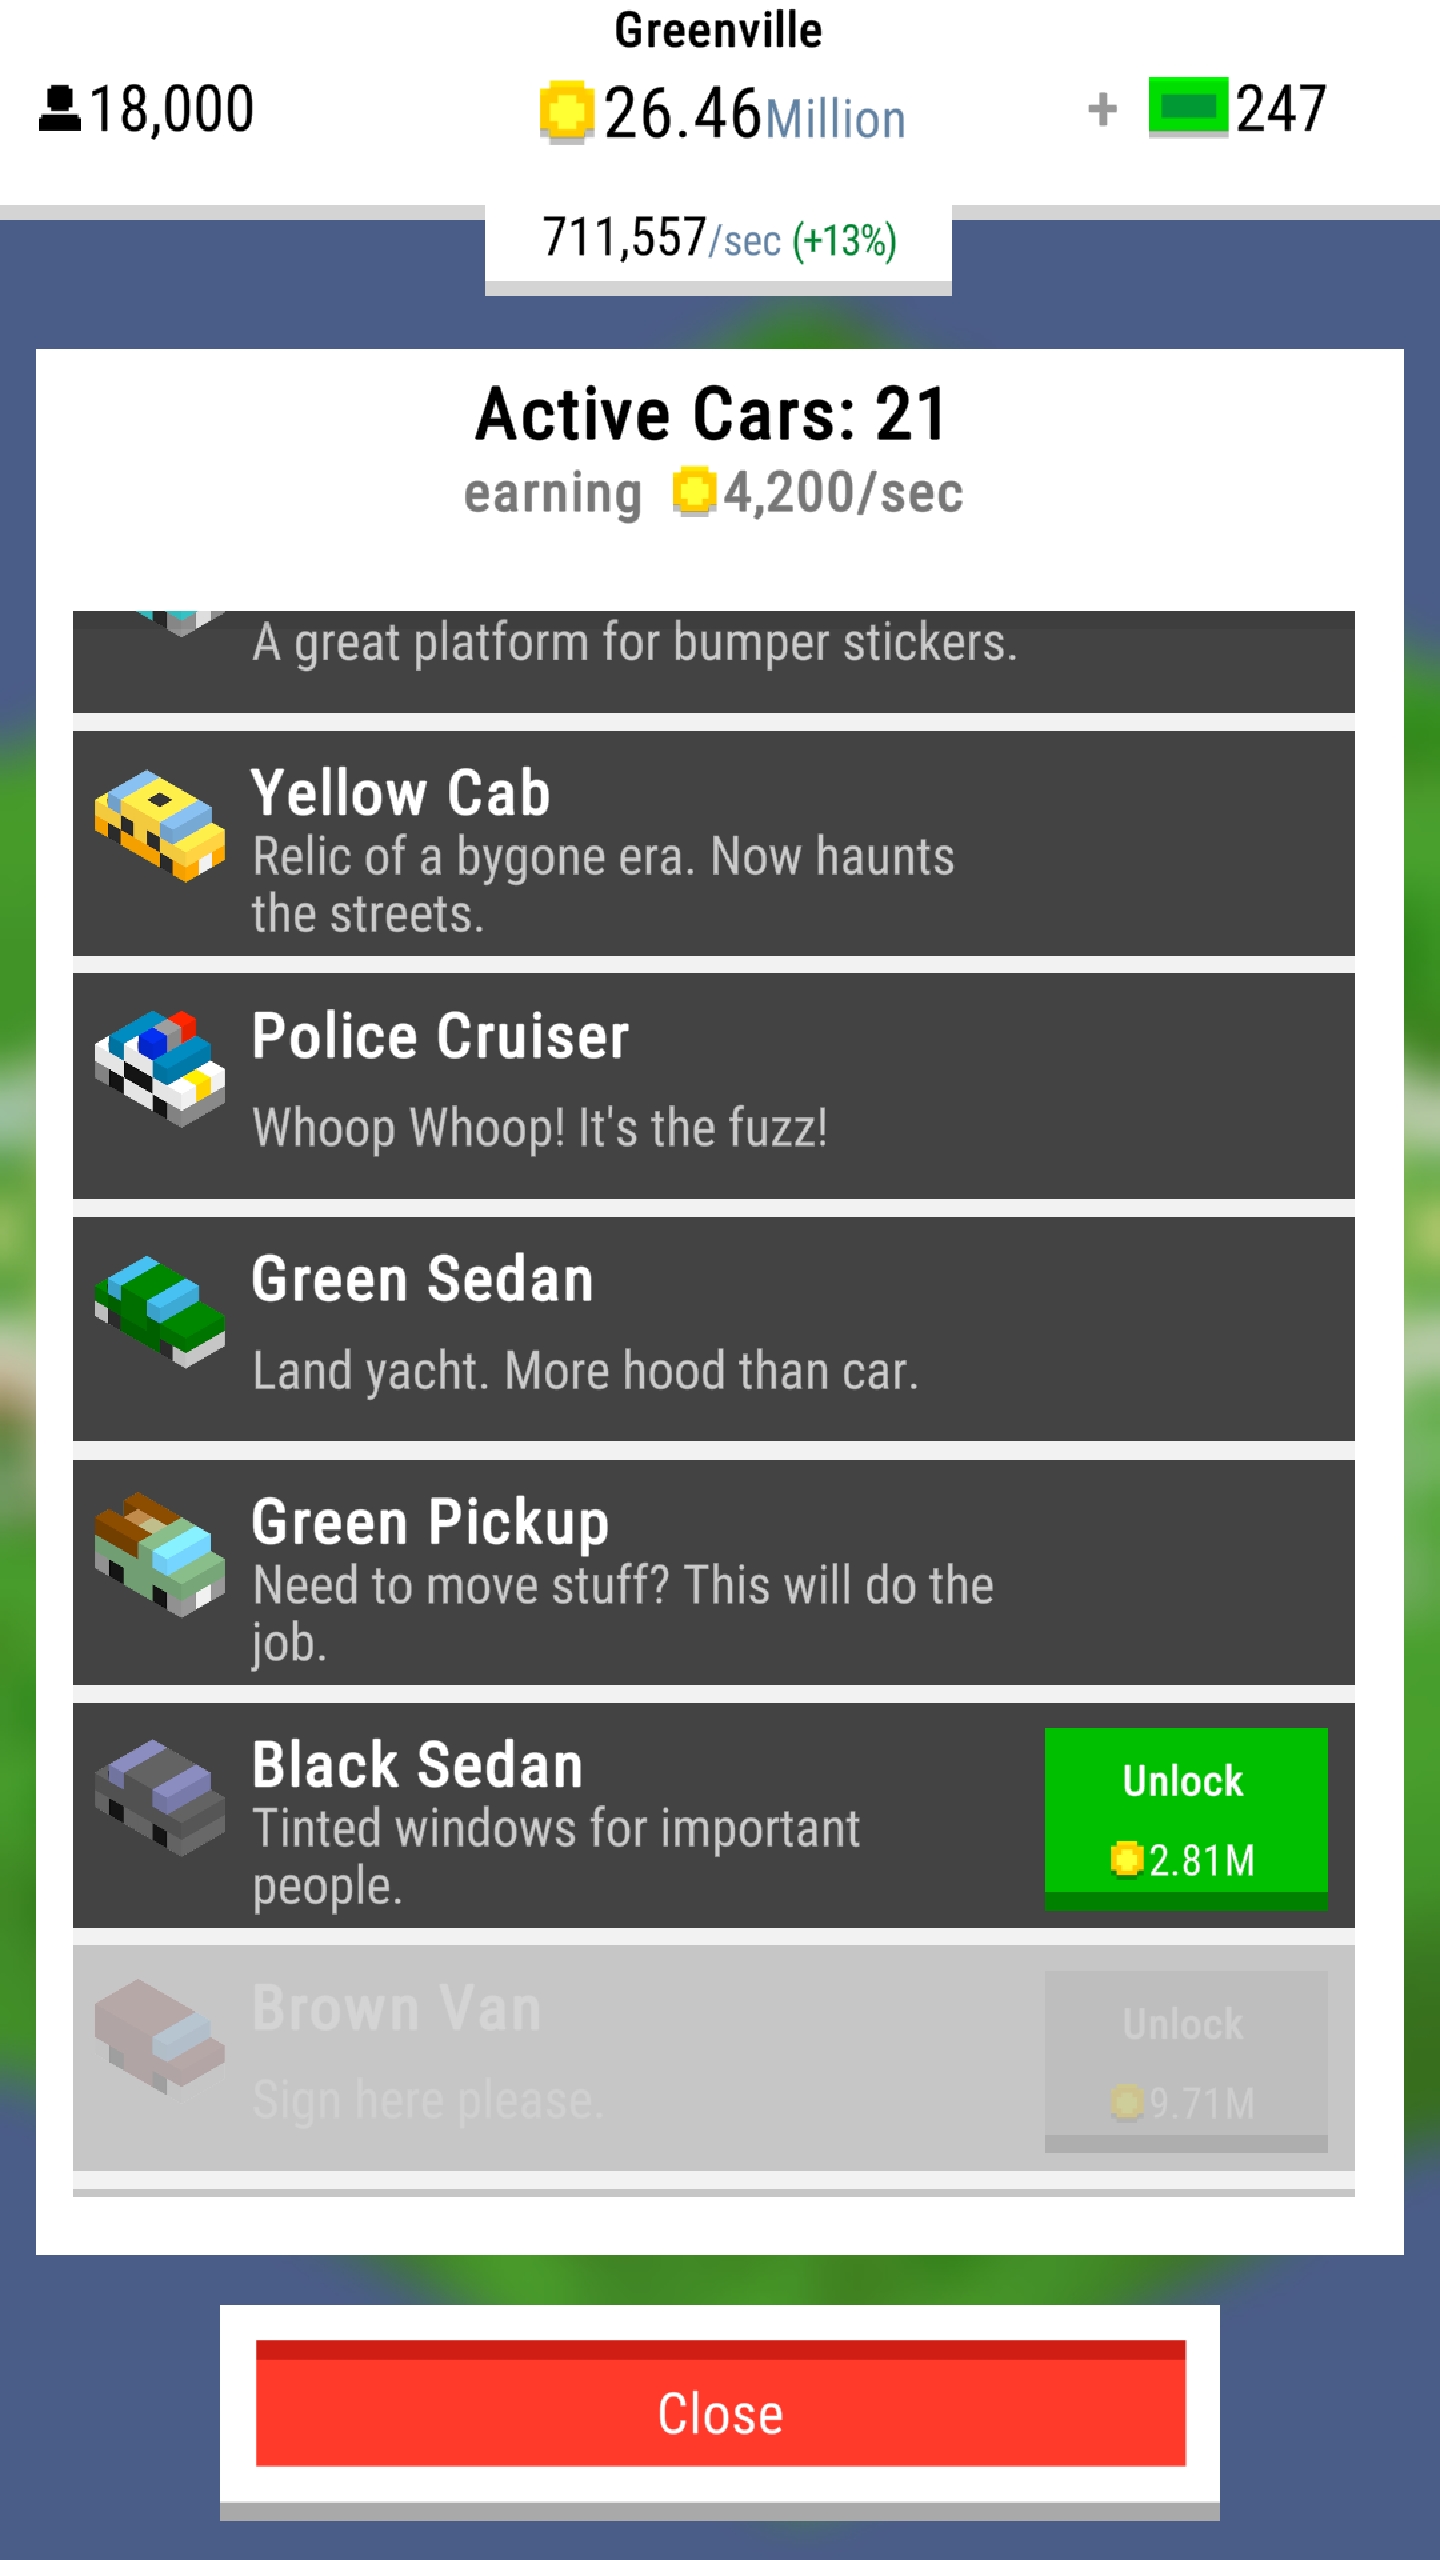 Greenville
18,000
26.46Million
+ 247
711,557/sec (+13%)
Active Cars: 21
earning 4,200/sec
A great platform for bumper stickers.
Yellow Cab
Relic of a bygone era. Now haunts
the streets.
Police Cruiser
Whoop Whoop! It's the fuzz!
Green Sedan
Land yacht. More hood than car.
Green Pickup
Need to move stuff? This will do the
job.
Black Sedan
Tinted windows for important
people.
Unlock
2.81M
Brown Van
Sign here please.
Unlock
9.71M
Close